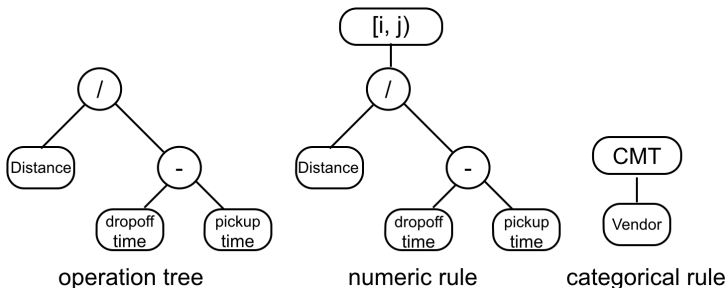 [i, j)
/
/
Distance
-
Distance
-
CMT
dropoff
time
pickup
time
dropoff
time
pickup
time
Vendor
operation tree
numeric rule
categorical rule